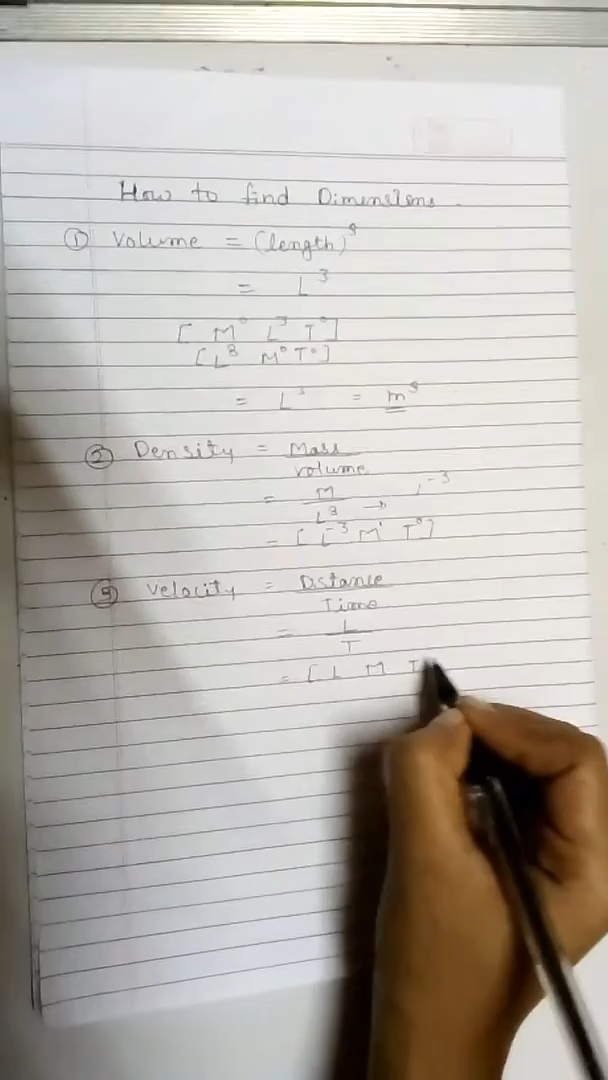 How to find Dimensions.
① Volume = (length)³
= L³
[ M⁰ L³ T⁰ ]
[ L³ M⁰ T⁰ ]
= L³ = m³
② Density = Mass
Volume
= M
L³ → L⁻³
= [ L⁻³ M¹ T⁰ ]
③ Velocity = Distance
Time
= L
T
= [ L M T